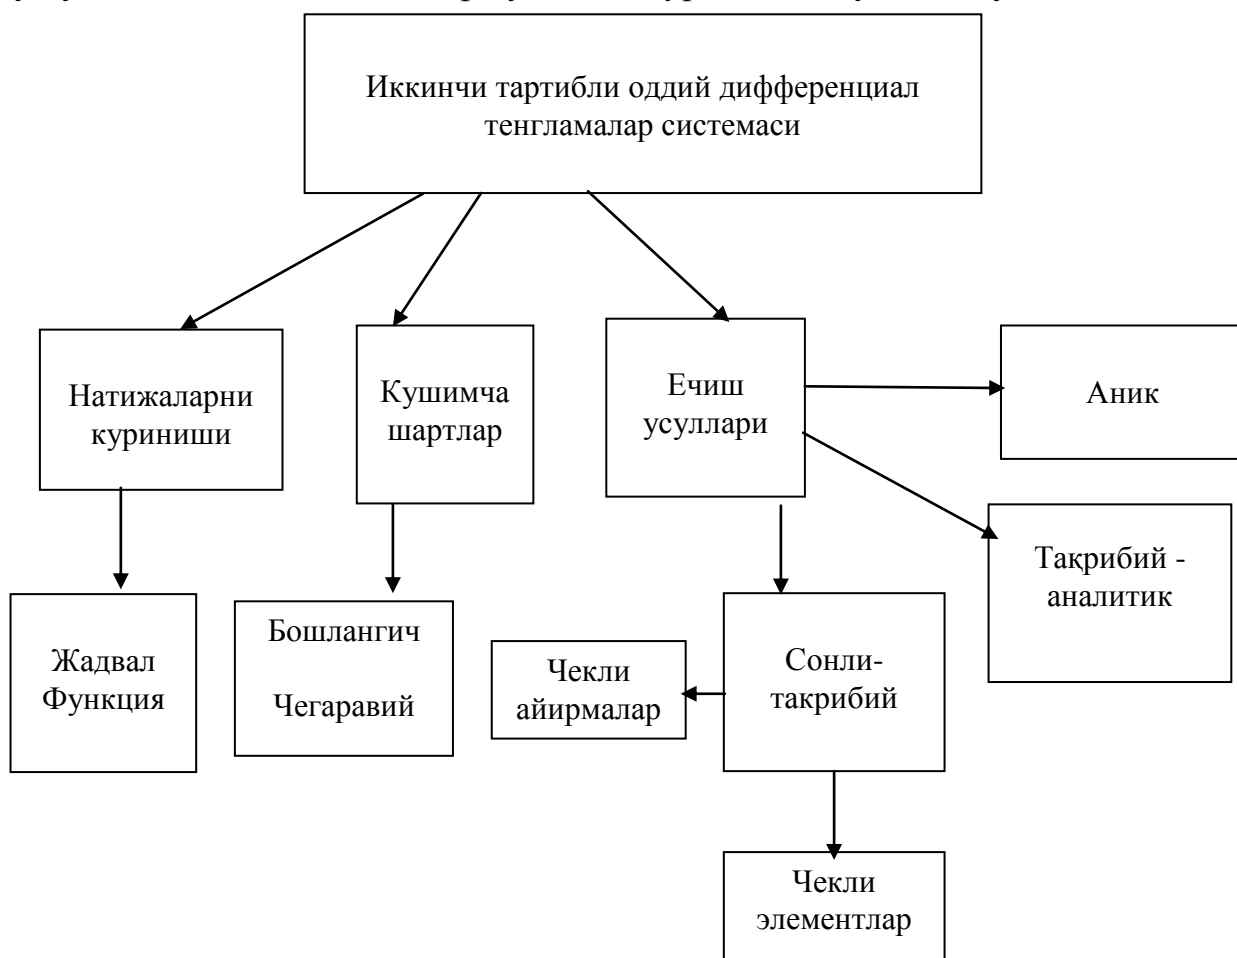 Иккинчи тартибли оддий дифференциал
тенгламалар системаси
Натижаларни
куриниши
Кушимча
шартлар
Ечиш
усуллари
Аник
Тақрибий -
аналитик
Жадвал
Функция
Бошлангич
Чегаравий
Чекли
айирмалар
Сонли-
такрибий
Чекли
элементлар